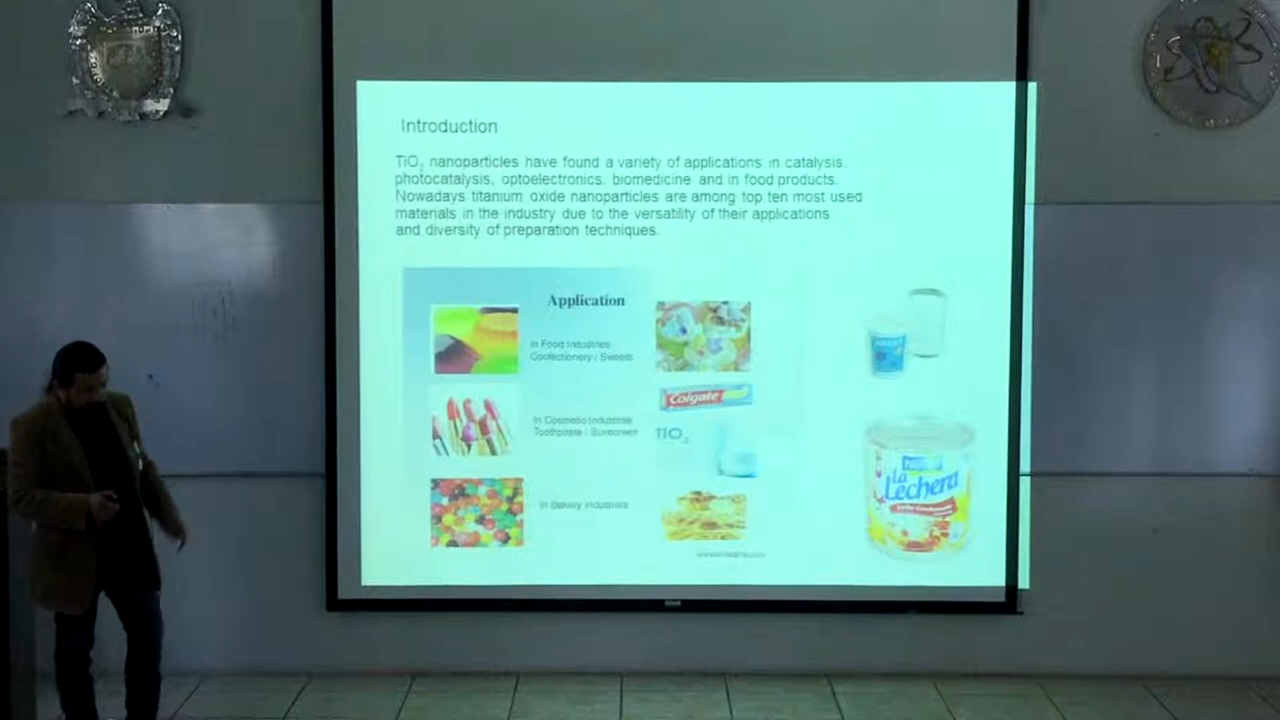 Introduction
TiO2 nanoparticles have found a variety of applications in catalysis,
photocatalysis, optoelectronics, biomedicine and in food products.
Nowadays titanium oxide nanoparticles are among top ten most used
materials in the industry due to the versatility of their applications
and diversity of preparation techniques.
Application
In Food Industries
Confectionery / Sweets
Colgate
In Cosmetic Industries
Toothpaste / Sunscreen
TiO2
In Bakery Industries
Nestlé
La
Lechera